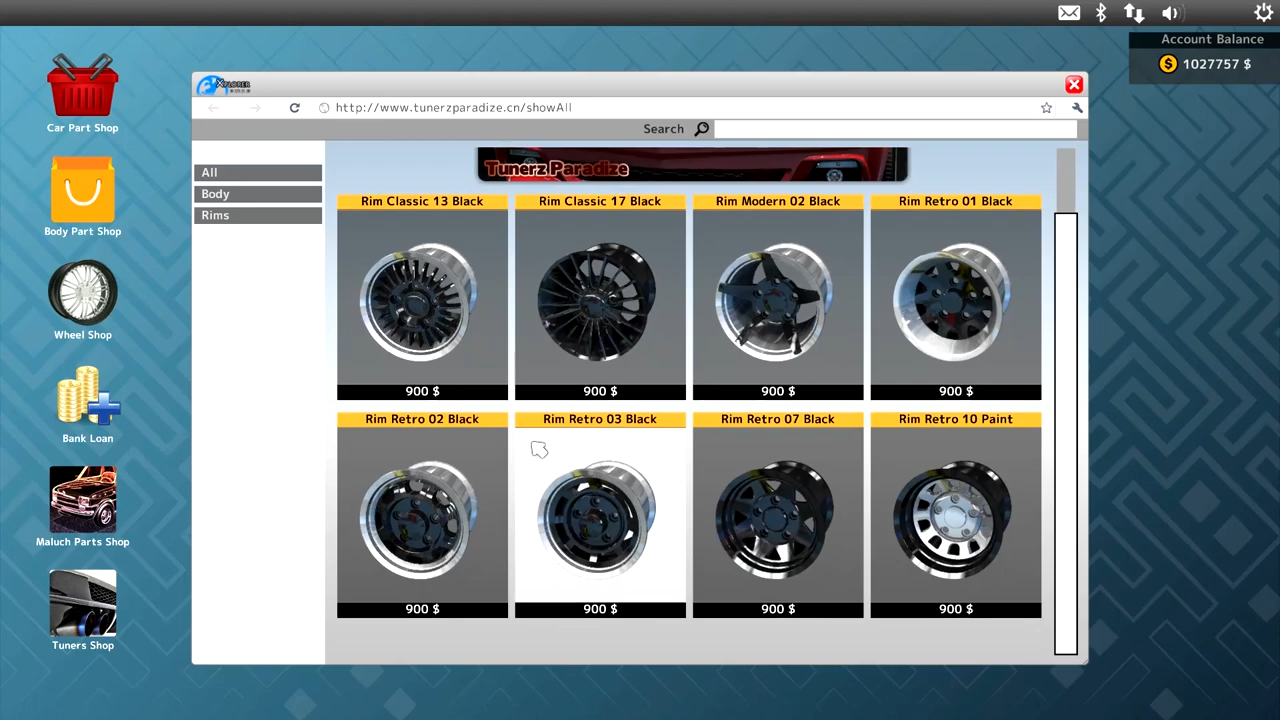 Account Balance
1027757 $
Car Part Shop
Body Part Shop
Wheel Shop
Bank Loan
Maluch Parts Shop
Tuners Shop
XPLORER
http://www.tunerzparadize.cn/showAll
Search
All
Body
Rims
Tunerz Paradize
Rim Classic 13 Black
Rim Classic 17 Black
Rim Modern 02 Black
Rim Retro 01 Black
900 $
900 $
900 $
900 $
Rim Retro 02 Black
Rim Retro 03 Black
Rim Retro 07 Black
Rim Retro 10 Paint
900 $
900 $
900 $
900 $